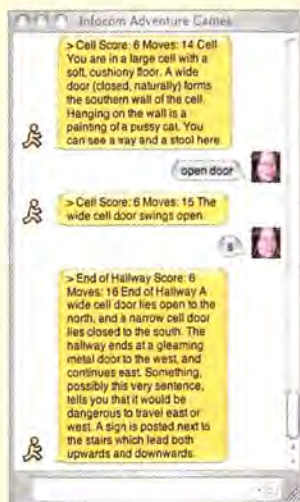 Infocom Adventure Games
> Cell Score: 6 Moves: 14 Cell
You are in a large cell with a
soft, cushiony floor. A wide
door (closed, naturally) forms
the southern wall of the cell.
Hanging on the wall is a
painting of a pussy cat. You
can see a tray and a stool here.
open door
> Cell Score: 6 Moves: 15 The
wide cell door swings open.
s
> End of Hallway Score: 6
Moves: 16 End of Hallway A
wide cell door lies open to the
north, and a narrow cell door
lies closed to the south. The
hallway ends at a gleaming
metal door to the west, and
continues east. Something,
possibly this very sentence,
tells you that it would be
dangerous to travel east or
west. A sign is posted next to
the stairs which lead both
upwards and downwards.